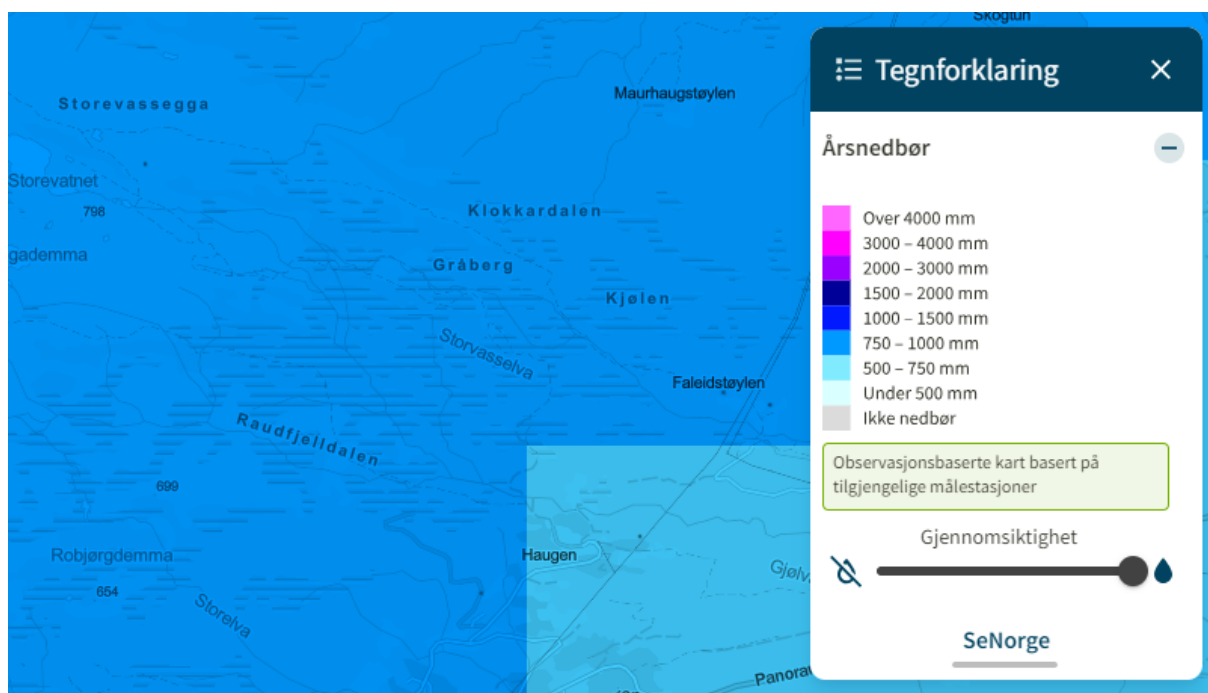 Skogtun
Maurhaugstøylen
Storevassegga
Storevatnet
798
Klokkardalen
gademma
Gråberg
Kjølen
Storvasselva
Faleidstøylen
Raudfjelldalen
699
Haugen
Robjørgdemma
654
Storelva
Gjølv
Panora
Tegnforklaring
Årsnedbør
Over 4000 mm
3000 – 4000 mm
2000 – 3000 mm
1500 – 2000 mm
1000 – 1500 mm
750 – 1000 mm
500 – 750 mm
Under 500 mm
Ikke nedbør
Observasjonsbaserte kart basert på
tilgjengelige målestasjoner
Gjennomsiktighet
SeNorge